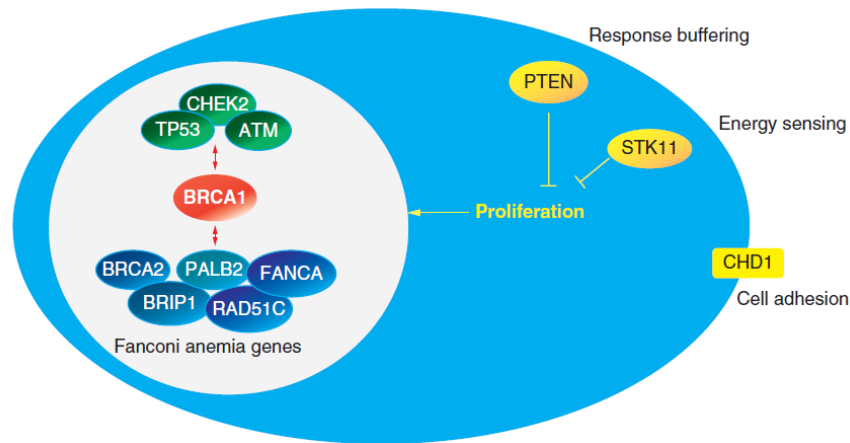 Response buffering
PTEN
CHEK2
TP53
ATM
Energy sensing
STK11
BRCA1
Proliferation
BRCA2
PALB2
FANCA
CHD1
BRIP1
RAD51C
Cell adhesion
Fanconi anemia genes